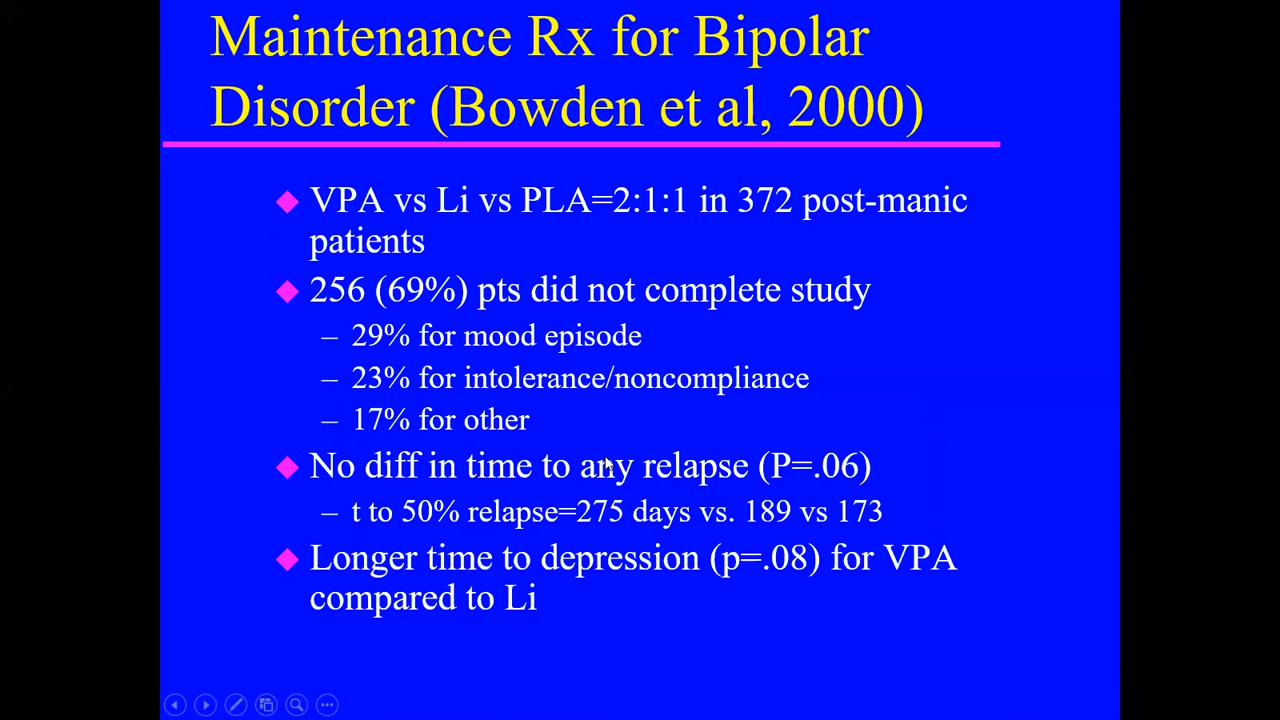 Maintenance Rx for Bipolar
Disorder (Bowden et al, 2000)
VPA vs Li vs PLA=2:1:1 in 372 post-manic
patients
256 (69%) pts did not complete study
– 29% for mood episode
– 23% for intolerance/noncompliance
– 17% for other
No diff in time to any relapse (P=.06)
– t to 50% relapse=275 days vs. 189 vs 173
Longer time to depression (p=.08) for VPA
compared to Li